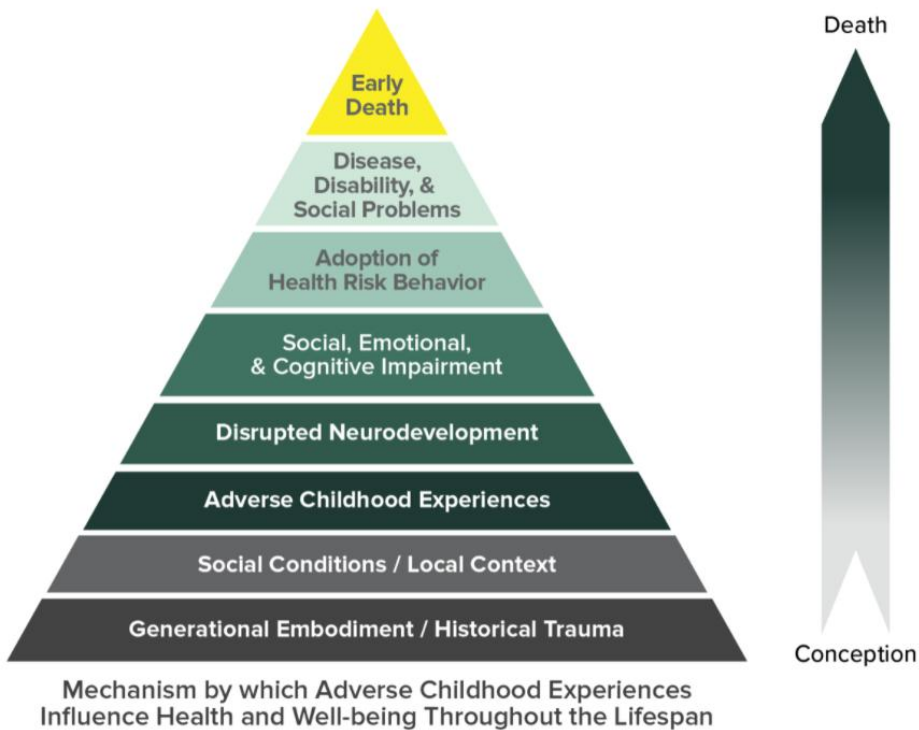 Death
Early
Death
Disease,
Disability, &
Social Problems
Adoption of
Health Risk Behavior
Social, Emotional,
& Cognitive Impairment
Disrupted Neurodevelopment
Adverse Childhood Experiences
Social Conditions / Local Context
Generational Embodiment / Historical Trauma
Conception
Mechanism by which Adverse Childhood Experiences
Influence Health and Well-being Throughout the Lifespan